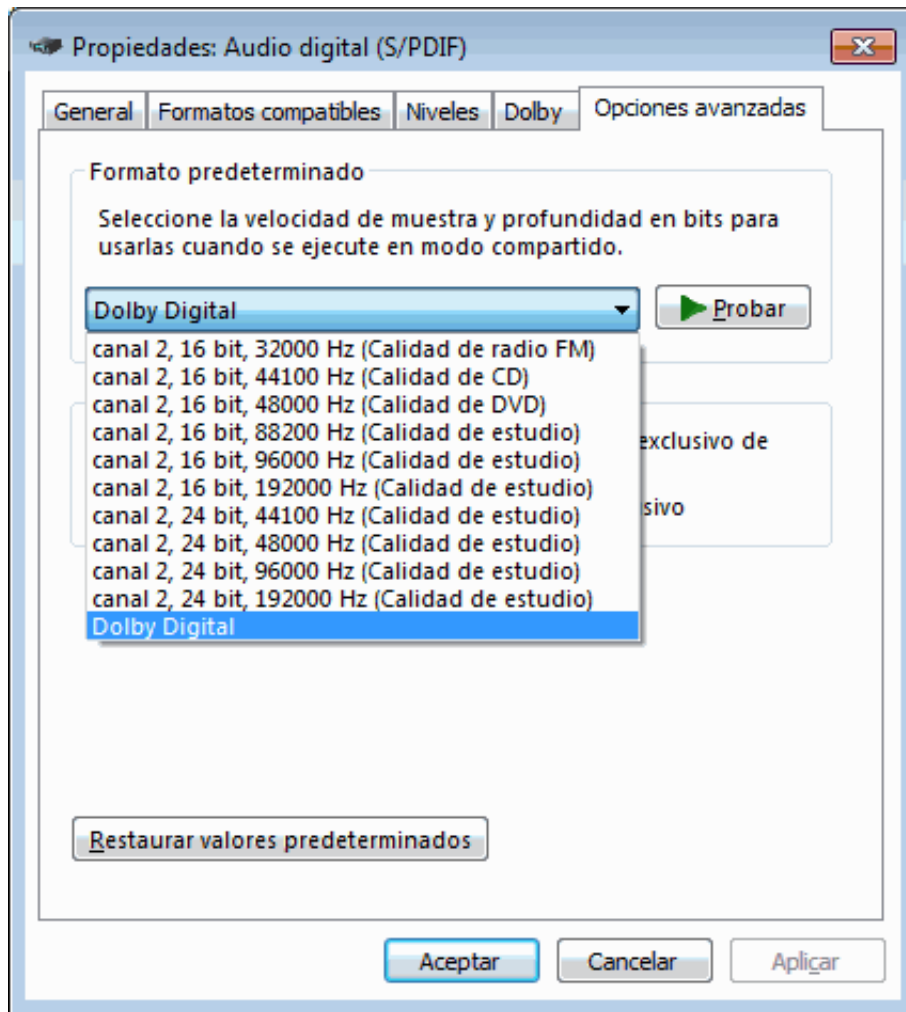 Propiedades: Audio digital (S/PDIF)
General
Formatos compatibles
Niveles
Dolby
Opciones avanzadas
Formato predeterminado
Seleccione la velocidad de muestra y profundidad en bits para
usarlas cuando se ejecute en modo compartido.
Dolby Digital
Probar
canal 2, 16 bit, 32000 Hz (Calidad de radio FM)
canal 2, 16 bit, 44100 Hz (Calidad de CD)
canal 2, 16 bit, 48000 Hz (Calidad de DVD)
canal 2, 16 bit, 88200 Hz (Calidad de estudio)
canal 2, 16 bit, 96000 Hz (Calidad de estudio)
canal 2, 16 bit, 192000 Hz (Calidad de estudio)
canal 2, 24 bit, 44100 Hz (Calidad de estudio)
canal 2, 24 bit, 48000 Hz (Calidad de estudio)
canal 2, 24 bit, 96000 Hz (Calidad de estudio)
canal 2, 24 bit, 192000 Hz (Calidad de estudio)
Dolby Digital
exclusivo de
sivo
Restaurar valores predeterminados
Aceptar
Cancelar
Aplicar